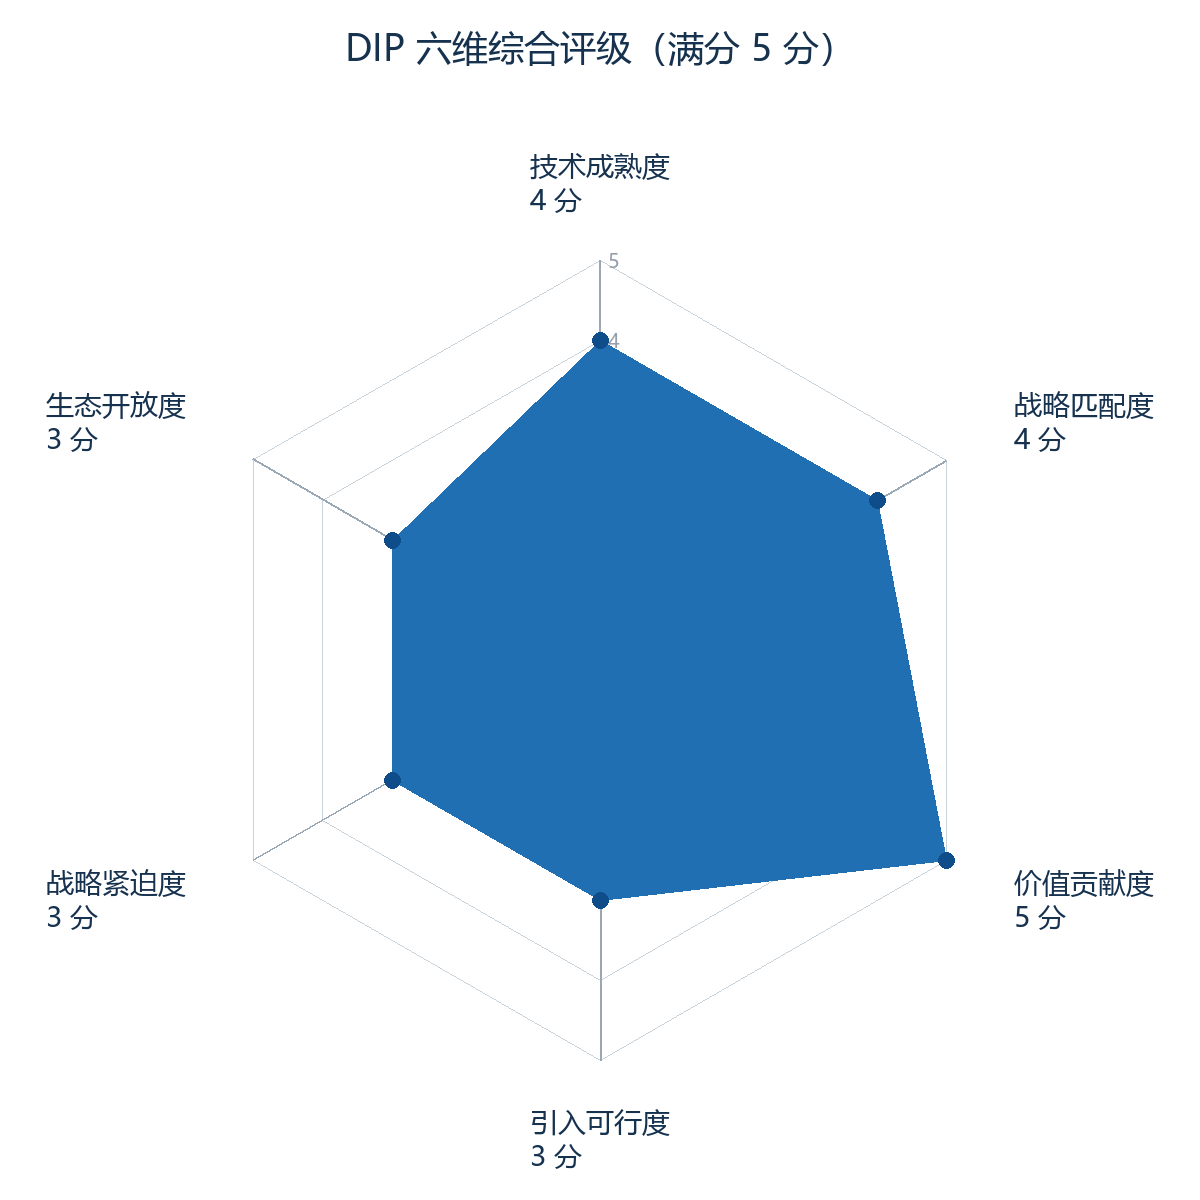 DIP 六维综合评级（满分 5 分）
技术成熟度
4 分
5
4
生态开放度
3 分
战略匹配度
4 分
战略紧迫度
3 分
价值贡献度
5 分
引入可行度
3 分